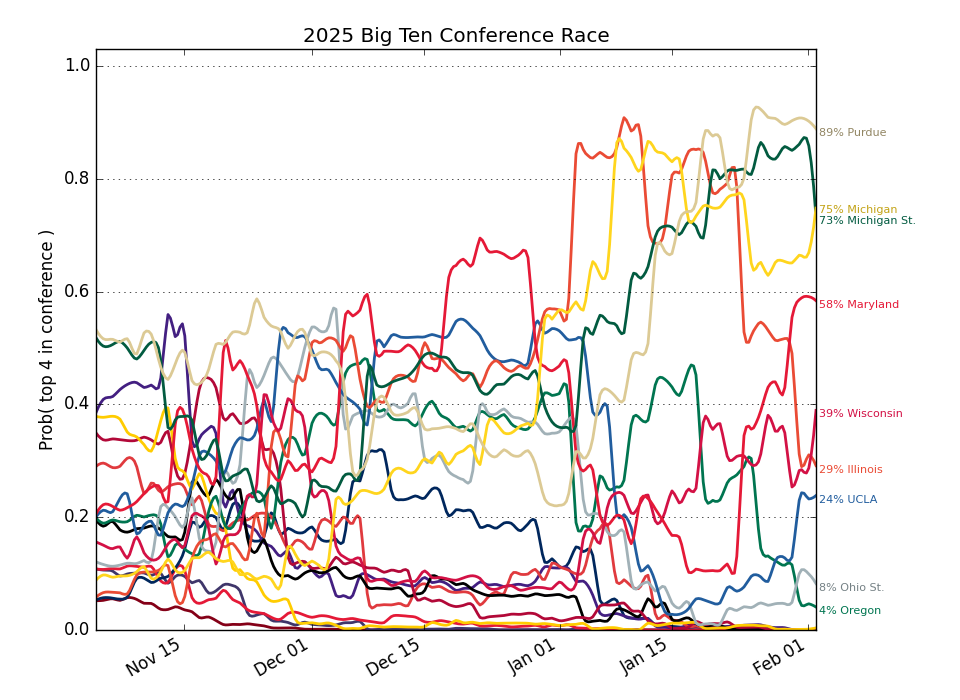 2025 Big Ten Conference Race
Prob( top 4 in conference )
1.0
0.8
0.6
0.4
0.2
0.0
Nov 15
Dec 01
Dec 15
Jan 01
Jan 15
Feb 01
89% Purdue
75% Michigan
73% Michigan St.
58% Maryland
39% Wisconsin
29% Illinois
24% UCLA
8% Ohio St.
4% Oregon